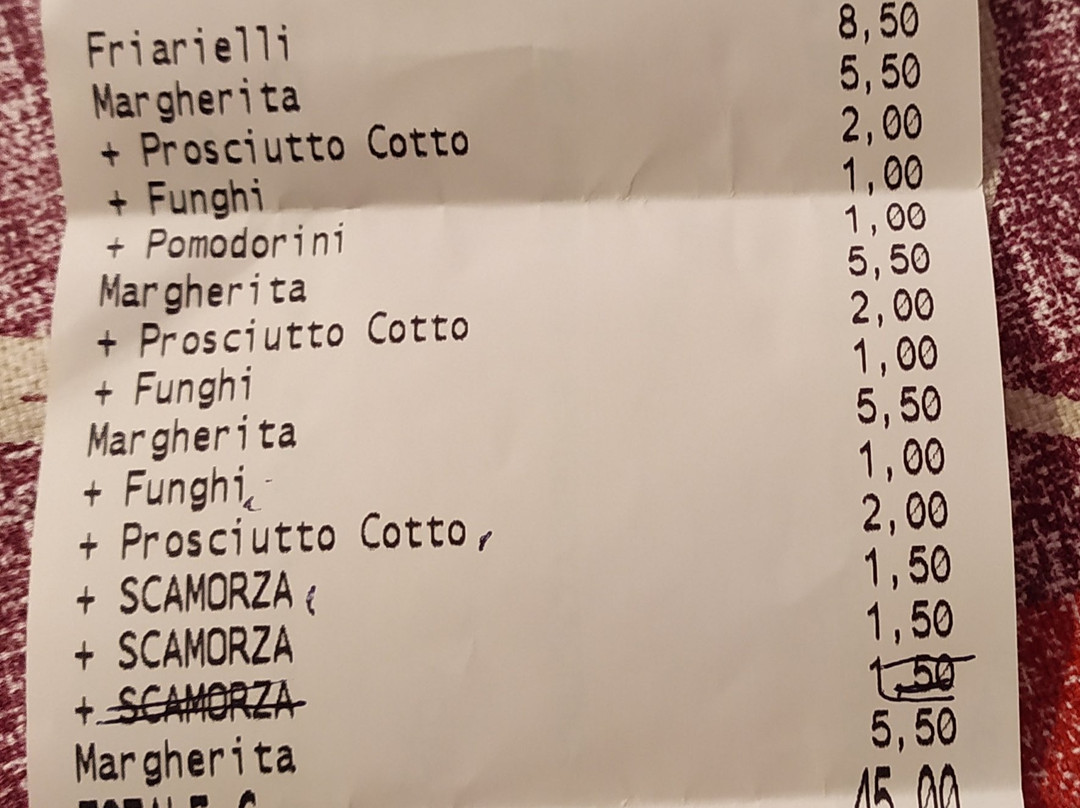 Friarielli 8,50
Margherita 5,50
+ Prosciutto Cotto 2,00
+ Funghi 1,00
+ Pomodorini 1,00
Margherita 5,50
+ Prosciutto Cotto 2,00
+ Funghi 1,00
Margherita 5,50
+ Funghi 1,00
+ Prosciutto Cotto 2,00
+ SCAMORZA 1,50
+ SCAMORZA 1,50
+ SCAMORZA 1,50
Margherita 5,50
TOTALE € 45,00